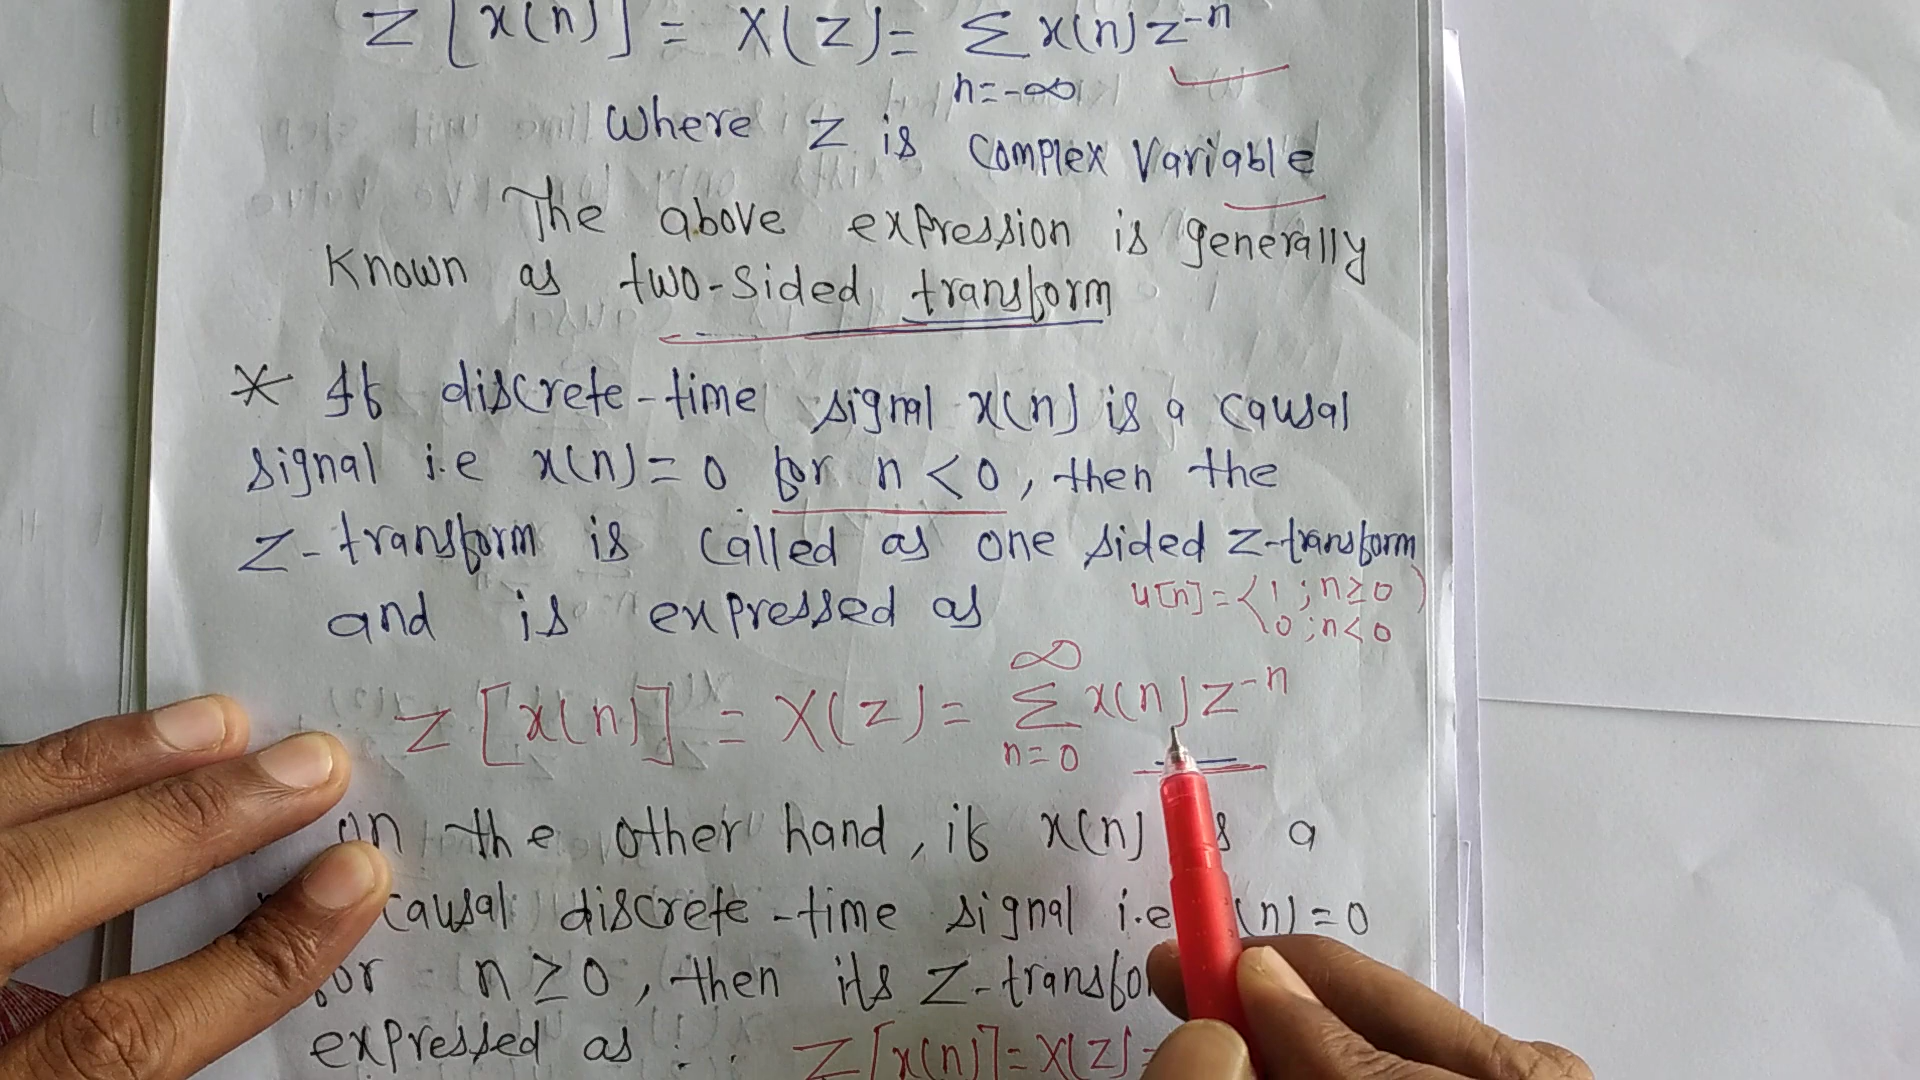 Z[x(n)] = X(Z) = Σ x(n) z⁻ⁿ
n=-∞
Where Z is complex variable
The above expression is generally
known as two-sided transform
* If discrete-time signal x(n) is a causal
signal i.e x(n) = 0 for n < 0, then the
Z-transform is called as one sided Z-transform
and is expressed as
u[n] = { 1 ; n ≥ 0 )
0 ; n < 0
∞
Z[x(n)] = X(z) = Σ x(n) z⁻ⁿ
n=0
on the other hand, if x(n) a
causal discrete-time signal i.e (n) = 0
n ≥ 0, then its Z-
expressed as : Z[x(n)] = X(Z) =